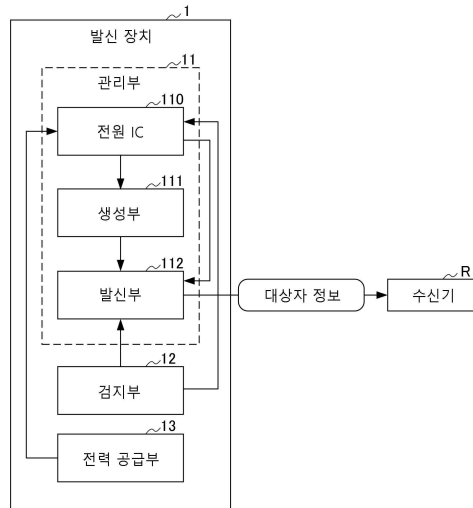 1
발신 장치
11
관리부
110
전원 IC
111
생성부
112
발신부
대상자 정보
R
수신기
12
검지부
13
전력 공급부